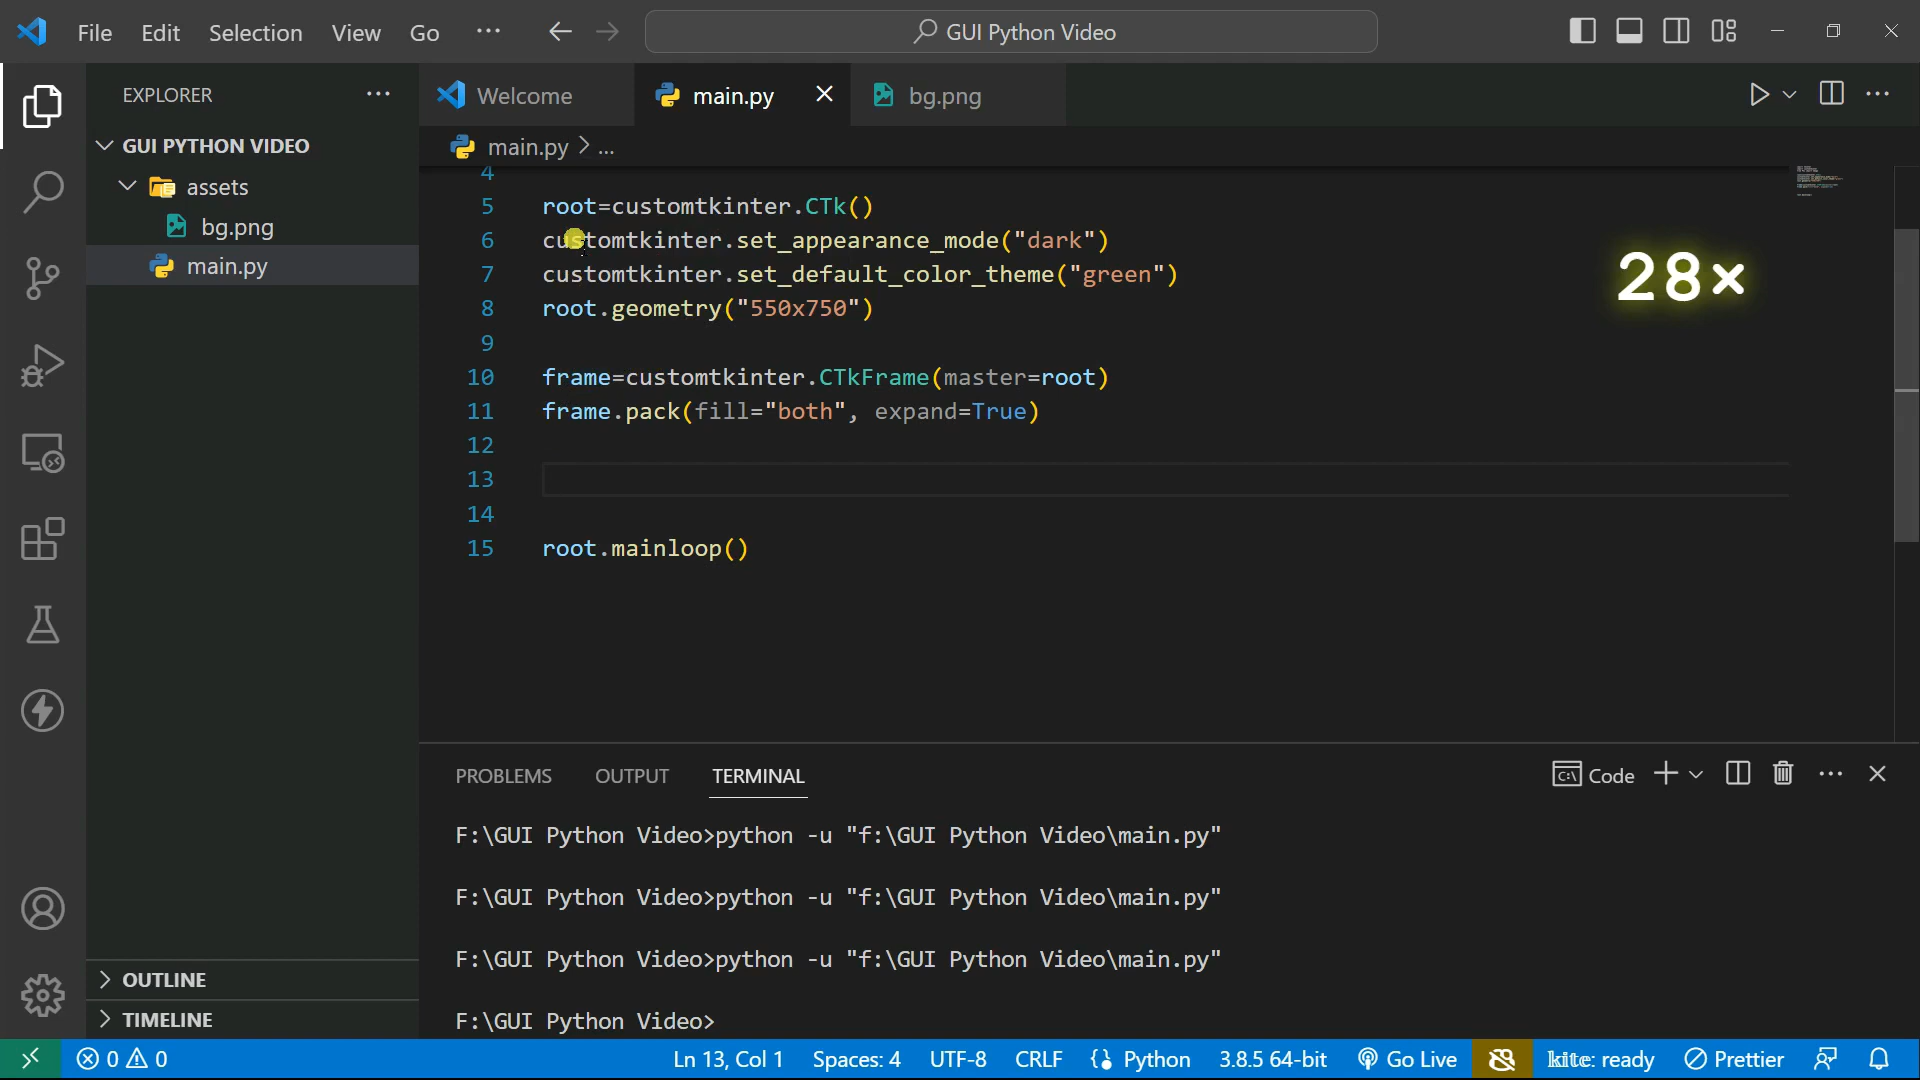 File Edit Selection View Go ··· GUI Python Video
EXPLORER ···
Welcome main.py bg.png
GUI PYTHON VIDEO
main.py > ...
assets
bg.png
main.py
4
5 root=customtkinter.CTk()
6 customtkinter.set_appearance_mode("dark")
7 customtkinter.set_default_color_theme("green")
8 root.geometry("550x750")
9
10 frame=customtkinter.CTkFrame(master=root)
11 frame.pack(fill="both", expand=True)
12
13
14
15 root.mainloop()
28×
PROBLEMS OUTPUT TERMINAL Code
F:\GUI Python Video>python -u "f:\GUI Python Video\main.py"
F:\GUI Python Video>python -u "f:\GUI Python Video\main.py"
F:\GUI Python Video>python -u "f:\GUI Python Video\main.py"
F:\GUI Python Video>
OUTLINE
TIMELINE
0 0 Ln 13, Col 1 Spaces: 4 UTF-8 CRLF Python 3.8.5 64-bit Go Live kite: ready Prettier